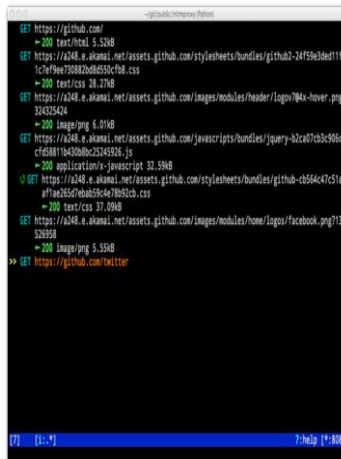 ~/git/public/mitmproxy (Python)
GET https://github.com/
← 200 text/html 5.52kB
GET https://a248.e.akamai.net/assets.github.com/stylesheets/bundles/github2-24f59e3ded11f
1c7ef9ee730882bd8d550cfb8.css
← 200 text/css 28.27kB
GET https://a248.e.akamai.net/assets.github.com/images/modules/header/logov7@4x-hover.png
324325424
← 200 image/png 6.01kB
GET https://a248.e.akamai.net/assets.github.com/javascripts/bundles/jquery-b2ca07cb3c906c
cfd58811b430b8bc25245926.js
← 200 application/x-javascript 32.59kB
↺ GET https://a248.e.akamai.net/assets.github.com/stylesheets/bundles/github-cb564c47c51a
af1ae265d7ebab59c4e78b92cb.css
← 200 text/css 37.09kB
GET https://a248.e.akamai.net/assets.github.com/images/modules/home/logos/facebook.png?13
526958
← 200 image/png 5.55kB
>> GET https://github.com/twitter
[7] [i:.*] ?:help [*:808